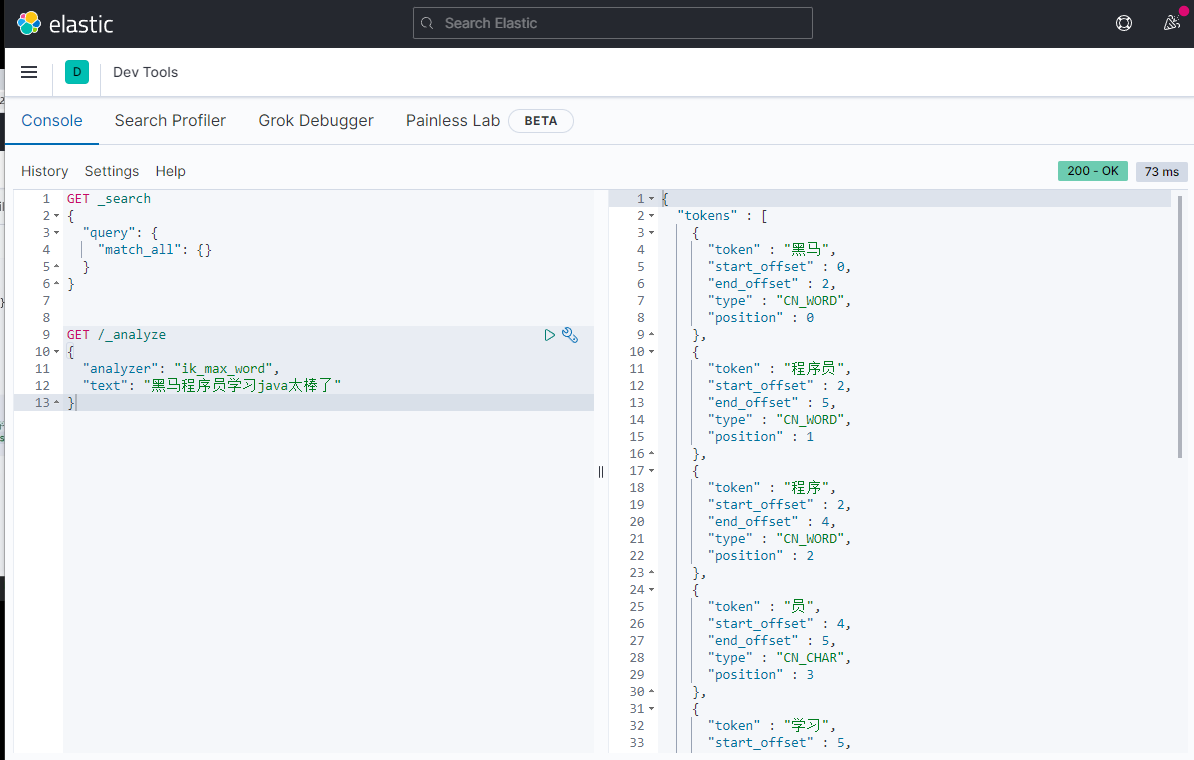 elastic
Search Elastic
D
Dev Tools
Console
Search Profiler
Grok Debugger
Painless Lab
BETA
History
Settings
Help
200 - OK
73 ms
1 GET _search
2 {
3 "query": {
4 "match_all": {}
5 }
6 }
7
8
9 GET /_analyze
10 {
11 "analyzer": "ik_max_word",
12 "text": "黑马程序员学习java太棒了"
13 }
1 {
2 "tokens" : [
3 {
4 "token" : "黑马",
5 "start_offset" : 0,
6 "end_offset" : 2,
7 "type" : "CN_WORD",
8 "position" : 0
9 },
10 {
11 "token" : "程序员",
12 "start_offset" : 2,
13 "end_offset" : 5,
14 "type" : "CN_WORD",
15 "position" : 1
16 },
17 {
18 "token" : "程序",
19 "start_offset" : 2,
20 "end_offset" : 4,
21 "type" : "CN_WORD",
22 "position" : 2
23 },
24 {
25 "token" : "员",
26 "start_offset" : 4,
27 "end_offset" : 5,
28 "type" : "CN_CHAR",
29 "position" : 3
30 },
31 {
32 "token" : "学习",
33 "start_offset" : 5,